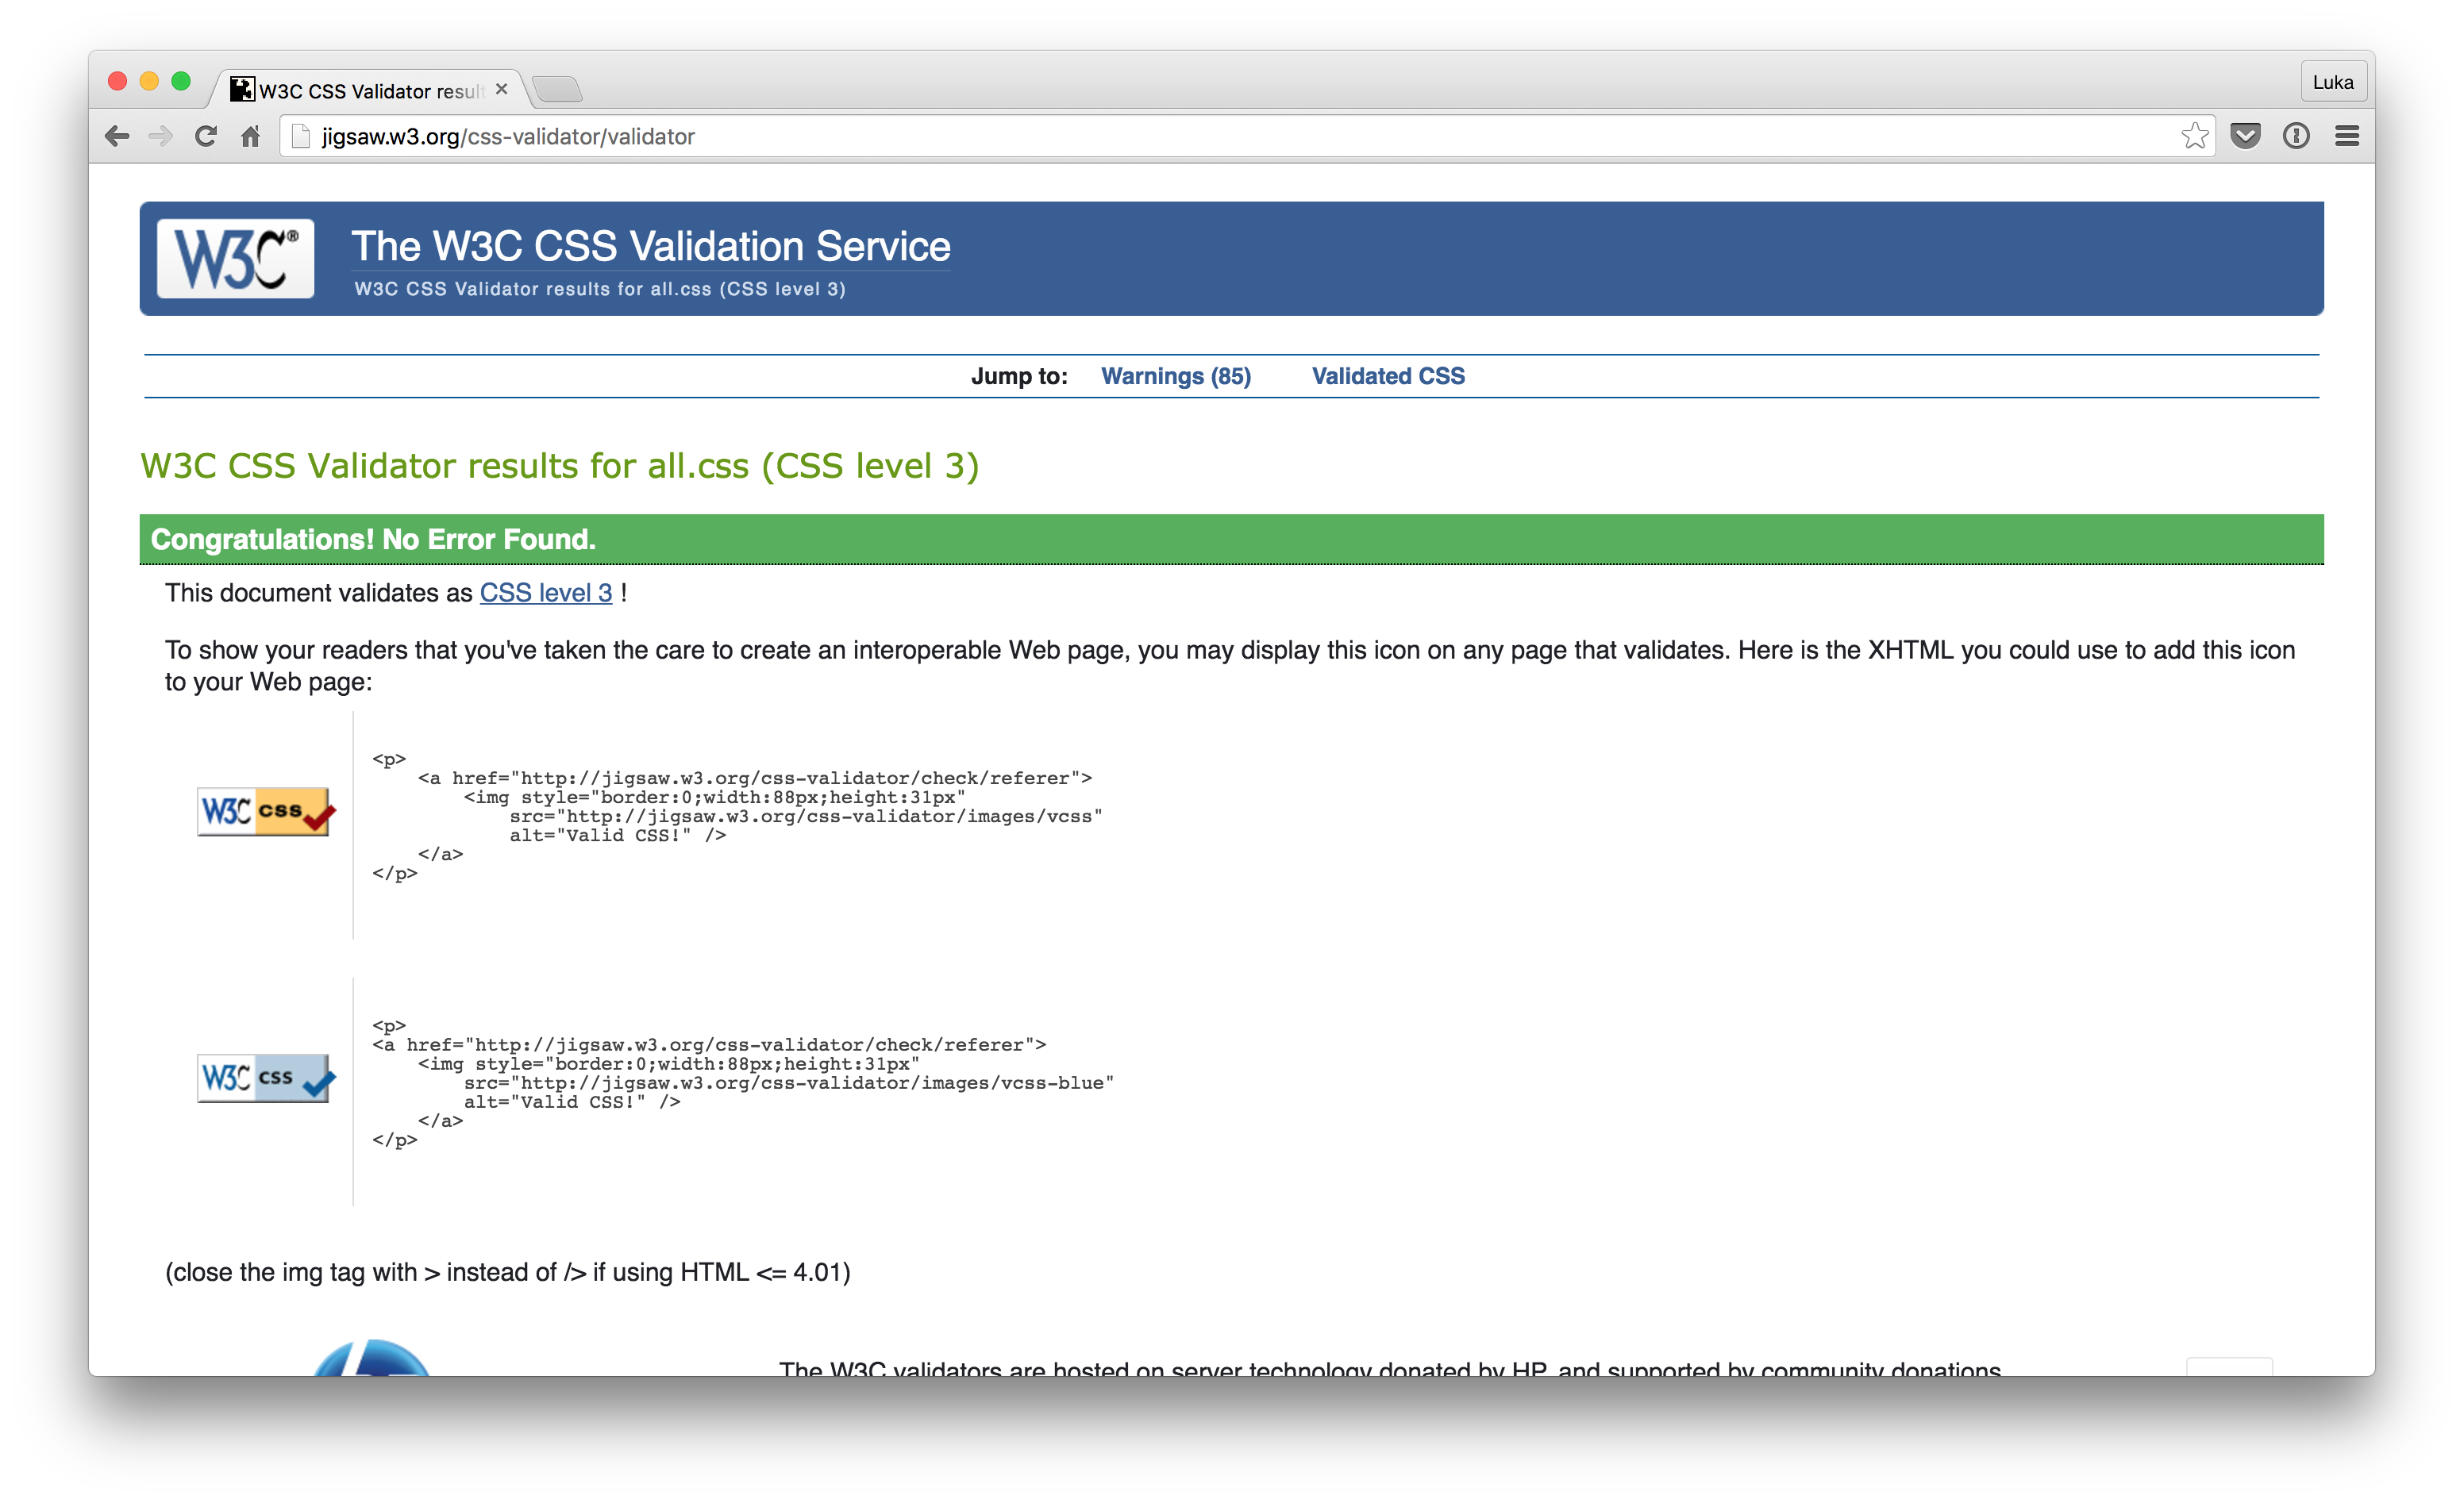 W3C CSS Validator result
Luka
jigsaw.w3.org/css-validator/validator
W3C®
The W3C CSS Validation Service
W3C CSS Validator results for all.css (CSS level 3)
Jump to: Warnings (85) Validated CSS
W3C CSS Validator results for all.css (CSS level 3)
Congratulations! No Error Found.
This document validates as CSS level 3 !
To show your readers that you've taken the care to create an interoperable Web page, you may display this icon on any page that validates. Here is the XHTML you could use to add this icon
to your Web page:
<p>
<a href="http://jigsaw.w3.org/css-validator/check/referer">
<img style="border:0;width:88px;height:31px"
W3C css
src="http://jigsaw.w3.org/css-validator/images/vcss"
alt="Valid CSS!" />
</a>
</p>
<p>
<a href="http://jigsaw.w3.org/css-validator/check/referer">
<img style="border:0;width:88px;height:31px"
W3C css
src="http://jigsaw.w3.org/css-validator/images/vcss-blue"
alt="Valid CSS!" />
</a>
</p>
(close the img tag with > instead of /> if using HTML <= 4.01)
The W3C validators are hosted on server technology donated by HP, and supported by community donations